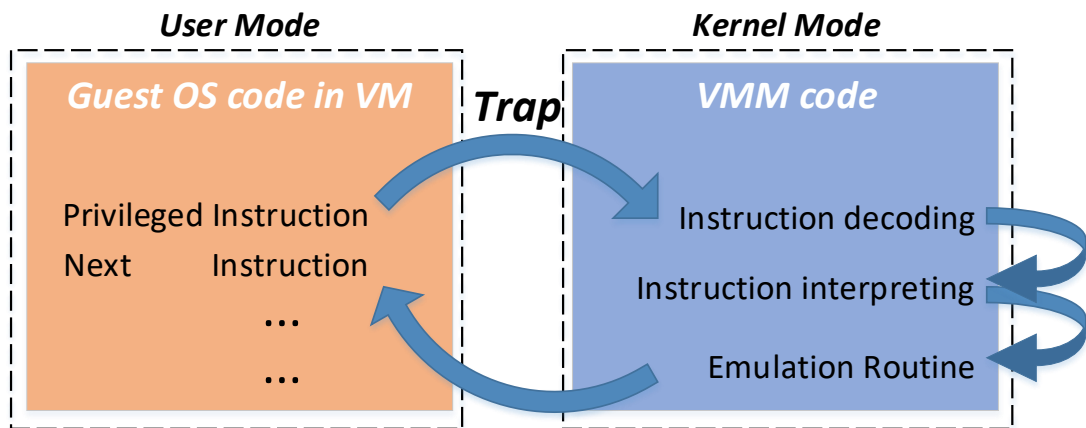 User Mode
Kernel Mode
Guest OS code in VM
Trap
VMM code
Privileged Instruction
Next Instruction
...
...
Instruction decoding
Instruction interpreting
Emulation Routine